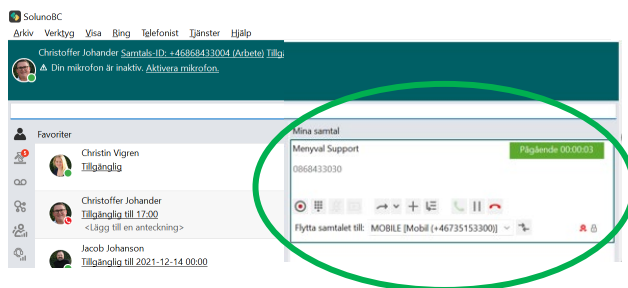 SolunoBC
Arkiv Verktyg Visa Ring Telefonist Tjänster Hjälp
Christoffer Johander Samtals-ID: +46868433004 (Arbete) Tillg
Din mikrofon är inaktiv. Aktivera mikrofon.
Favoriter
Christin Vigren
Tillgänglig
Christoffer Johander
Tillgänglig till 17:00
<Lägg till en anteckning>
Jacob Johanson
Tillgänglig till 2021-12-14 00:00
Mina samtal
Menyval Support Pågående 00:00:03
0868433030
Flytta samtalet till: MOBILE [Mobil (+46735153300)]